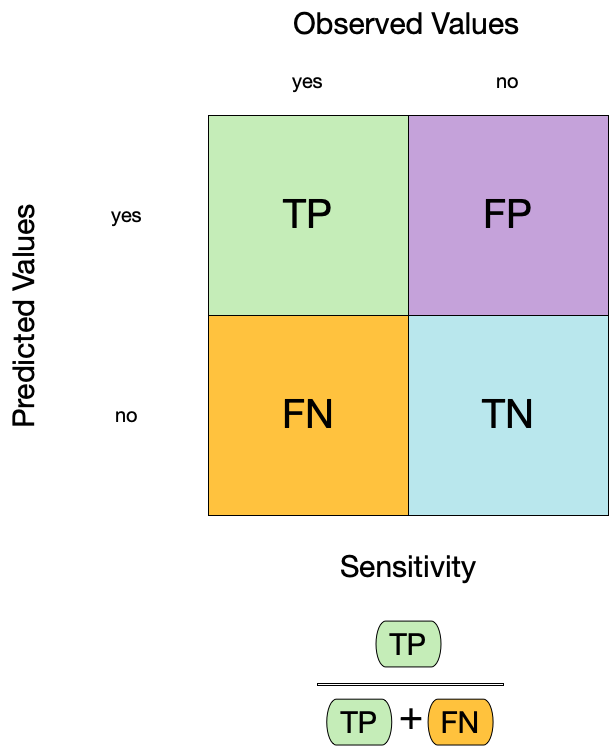 Observed Values
yes no
Predicted Values
yes
TP FP
no
FN TN
Sensitivity
TP
TP + FN